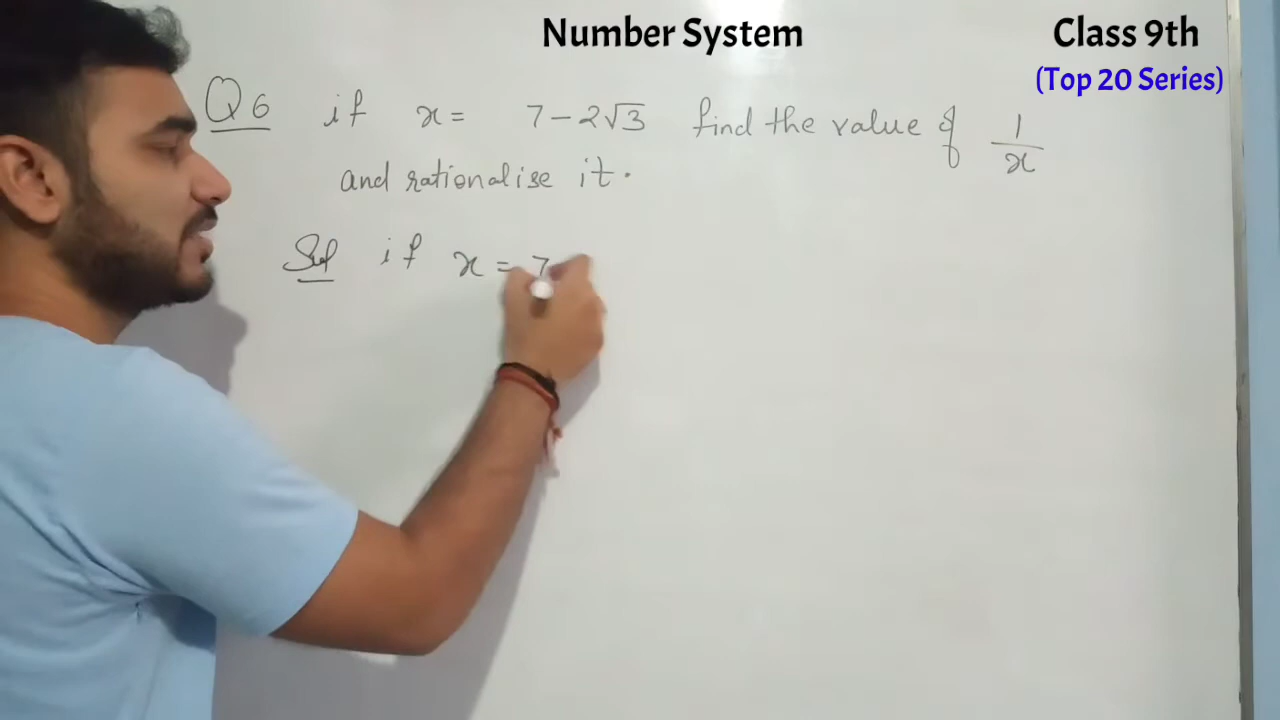 Number System
Class 9th
(Top 20 Series)
Q6 if x = 7-2√3 find the value of 1/x
and rationalise it.
Sol if x = 7